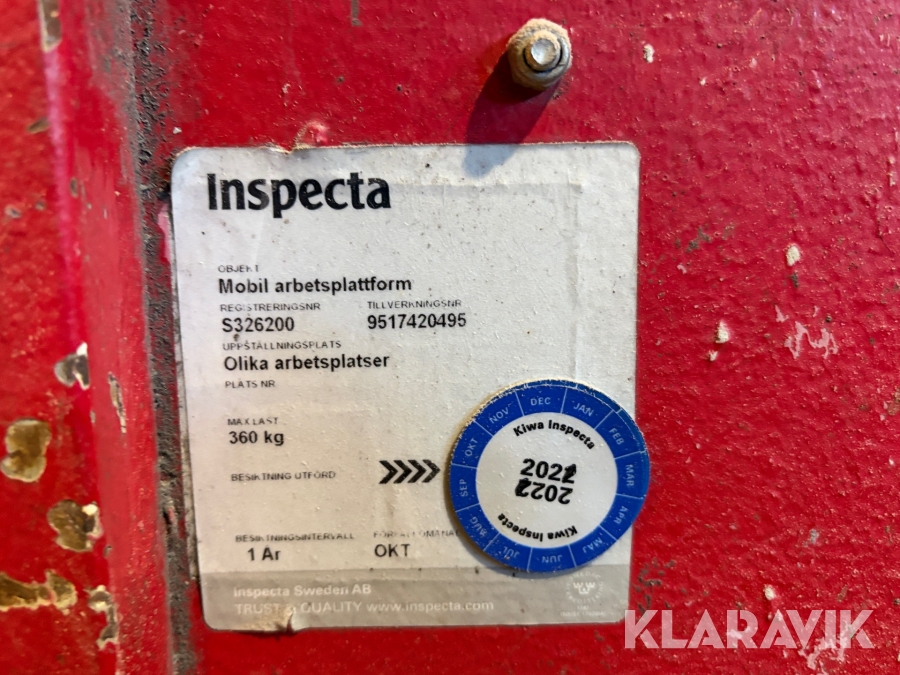 Inspecta
OBJEKT
Mobil arbetsplattform
REGISTRERINGSNR TILLVERKNINGSNR
S326200 9517420495
UPPSTÄLLNINGSPLATS
Olika arbetsplatser
PLATS NR
MAX LAST
360 kg
BESIKTNING UTFÖRD
BESIKTNINGSINTERVALL FÖRFALLOMÅNAD
1 År OKT
Inspecta Sweden AB
TRUST & QUALITY www.inspecta.com
DEC JAN FEB MAR APR MAJ JUN JUL AUG SEP OKT NOV
Kiwa Inspecta
2021
2022
Kiwa Inspecta
KLARAVIK